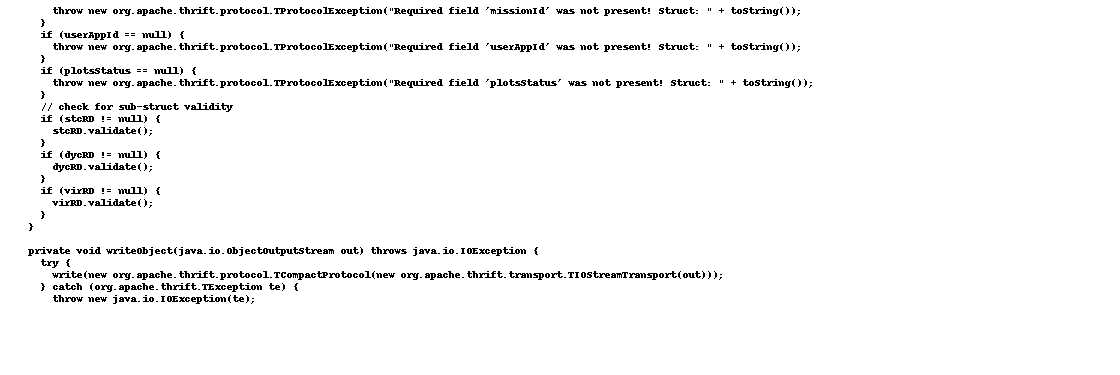 throw new org.apache.thrift.protocol.TProtocolException("Required field 'missionId' was not present! Struct: " + toString());
}
if (userAppId == null) {
throw new org.apache.thrift.protocol.TProtocolException("Required field 'userAppId' was not present! Struct: " + toString());
}
if (plotsStatus == null) {
throw new org.apache.thrift.protocol.TProtocolException("Required field 'plotsStatus' was not present! Struct: " + toString());
}
// check for sub-struct validity
if (stcRD != null) {
stcRD.validate();
}
if (dycRD != null) {
dycRD.validate();
}
if (virRD != null) {
virRD.validate();
}
}
private void writeObject(java.io.ObjectOutputStream out) throws java.io.IOException {
try {
write(new org.apache.thrift.protocol.TCompactProtocol(new org.apache.thrift.transport.TIOStreamTransport(out)));
} catch (org.apache.thrift.TException te) {
throw new java.io.IOException(te);